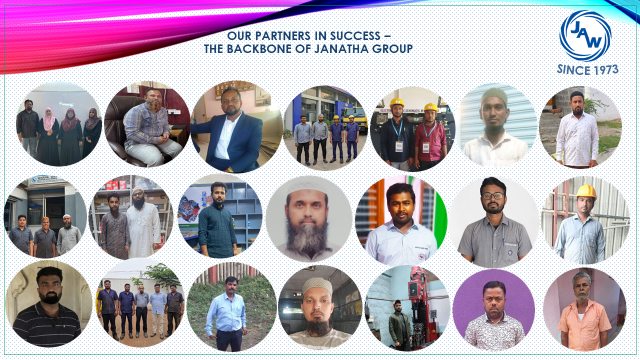 OUR PARTNERS IN SUCCESS –
THE BACKBONE OF JANATHA GROUP
JAW
SINCE 1973